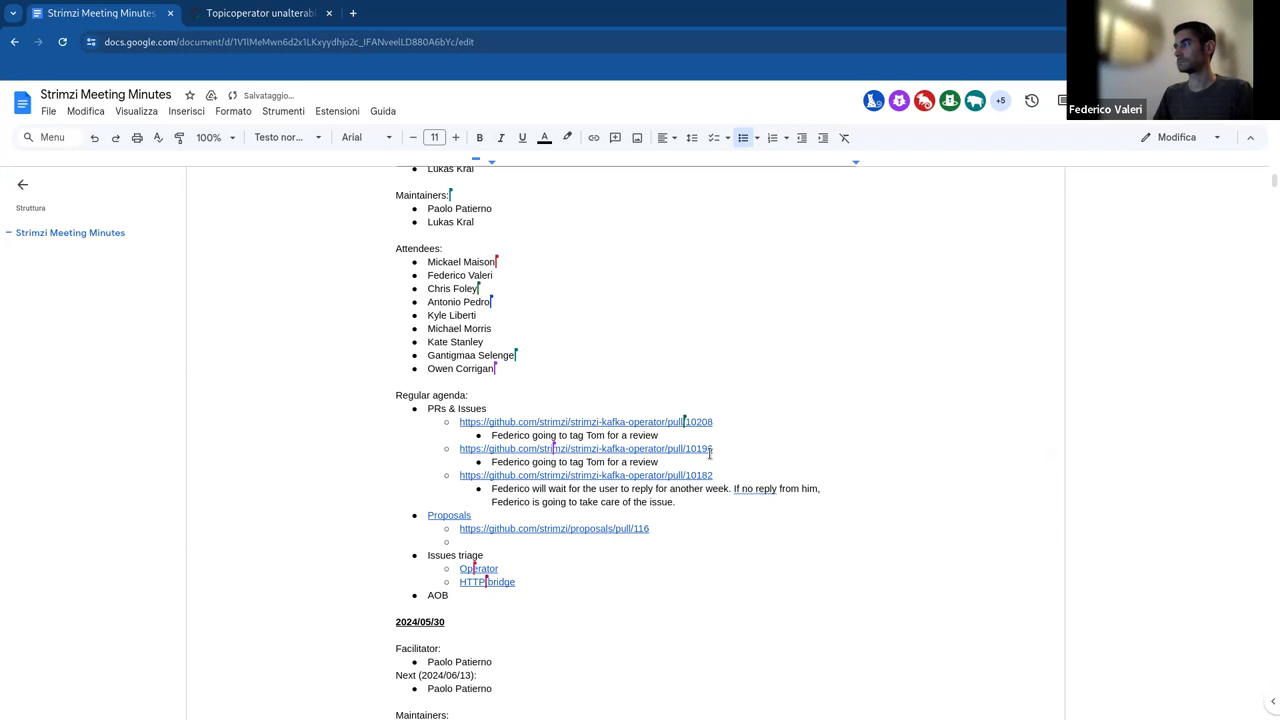 Strimzi Meeting Minutes
Topicoperator unalterabl
docs.google.com/document/d/1V1lMeMwn6d2x1LKxyydhjo2c_IFANveelLD880A6bYc/edit
Federico Valeri
Strimzi Meeting Minutes
Salvataggio...
File Modifica Visualizza Inserisci Formato Strumenti Estensioni Guida
+5
Menu 100% Testo nor... Arial 11 B I U A Modifica
Struttura
Strimzi Meeting Minutes
Lukas Kral
Maintainers:
Paolo Patierno
Lukas Kral
Attendees:
Mickael Maison
Federico Valeri
Chris Foley
Antonio Pedro
Kyle Liberti
Michael Morris
Kate Stanley
Gantigmaa Selenge
Owen Corrigan
Regular agenda:
PRs & Issues
https://github.com/strimzi/strimzi-kafka-operator/pull/10208
Federico going to tag Tom for a review
https://github.com/strimzi/strimzi-kafka-operator/pull/10196
Federico going to tag Tom for a review
https://github.com/strimzi/strimzi-kafka-operator/pull/10182
Federico will wait for the user to reply for another week. If no reply from him,
Federico is going to take care of the issue.
Proposals
https://github.com/strimzi/proposals/pull/116
Issues triage
Operator
HTTP bridge
AOB
2024/05/30
Facilitator:
Paolo Patierno
Next (2024/06/13):
Paolo Patierno
Maintainers: